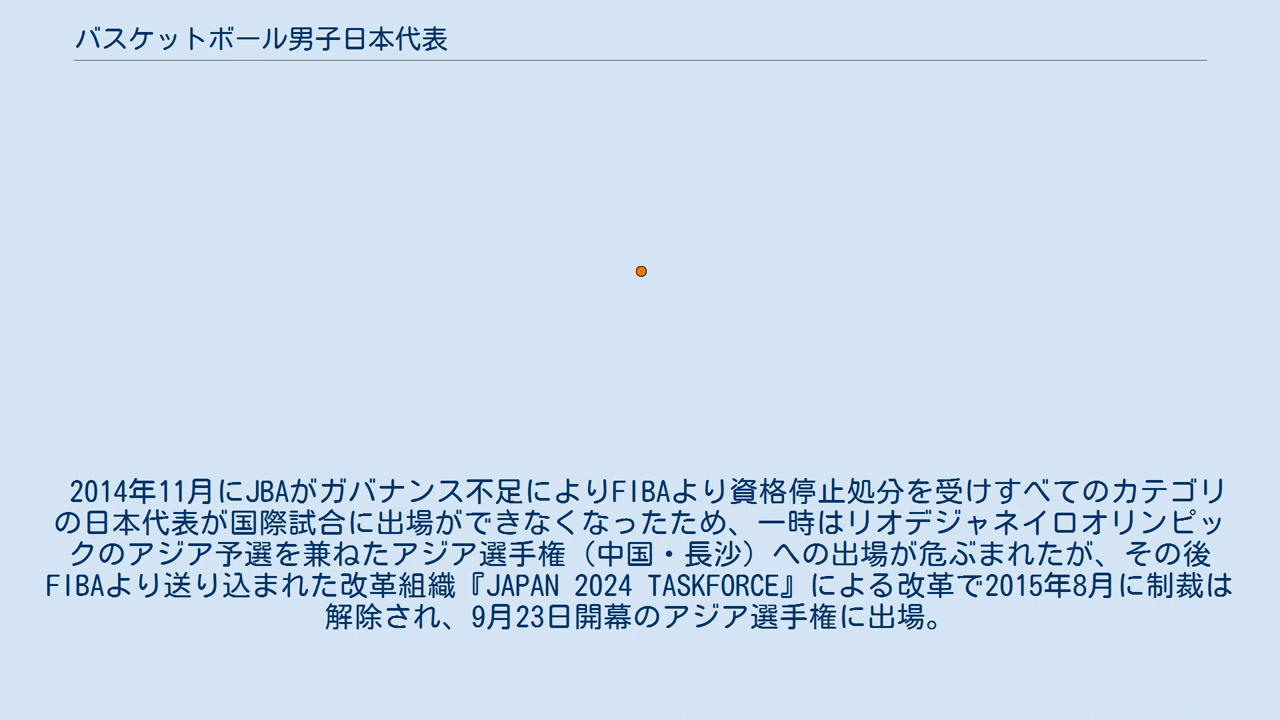 バスケットボール男子日本代表
2014年11月にJBAがガバナンス不足によりFIBAより資格停止処分を受けすべてのカテゴリ
の日本代表が国際試合に出場ができなくなったため、一時はリオデジャネイロオリンピッ
クのアジア予選を兼ねたアジア選手権（中国・長沙）への出場が危ぶまれたが、その後
FIBAより送り込まれた改革組織『JAPAN 2024 TASKFORCE』による改革で2015年8月に制裁は
解除され、9月23日開幕のアジア選手権に出場。